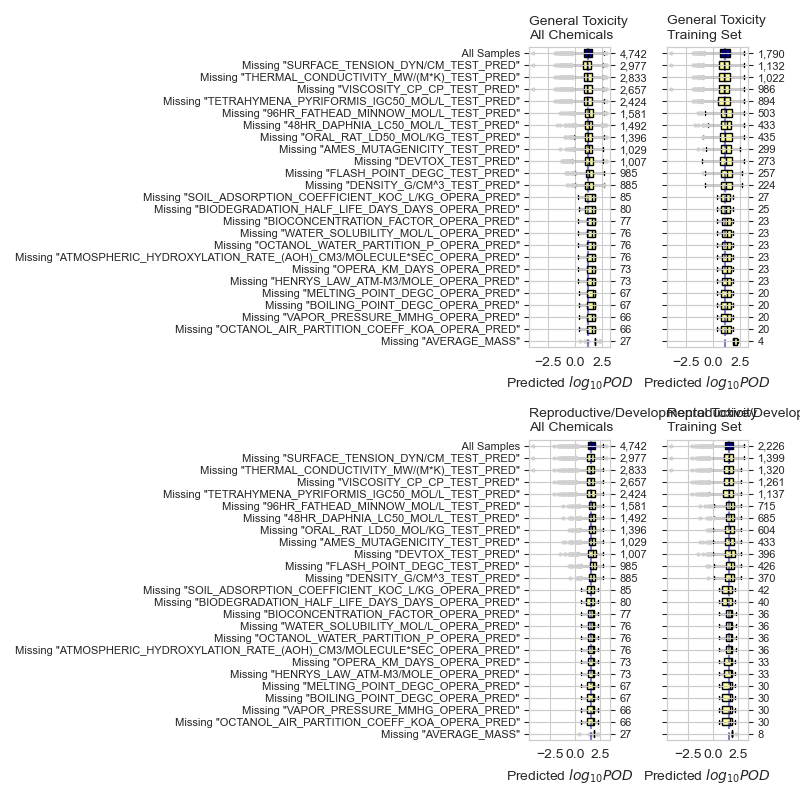 General Toxicity
All Chemicals
General Toxicity
Training Set
All Samples 4,742 1,790
Missing "SURFACE_TENSION_DYN/CM_TEST_PRED" 2,977 1,132
Missing "THERMAL_CONDUCTIVITY_MW/(M*K)_TEST_PRED" 2,833 1,022
Missing "VISCOSITY_CP_CP_TEST_PRED" 2,657 986
Missing "TETRAHYMENA_PYRIFORMIS_IGC50_MOL/L_TEST_PRED" 2,424 894
Missing "96HR_FATHEAD_MINNOW_MOL/L_TEST_PRED" 1,581 503
Missing "48HR_DAPHNIA_LC50_MOL/L_TEST_PRED" 1,492 433
Missing "ORAL_RAT_LD50_MOL/KG_TEST_PRED" 1,396 435
Missing "AMES_MUTAGENICITY_TEST_PRED" 1,029 299
Missing "DEVTOX_TEST_PRED" 1,007 273
Missing "FLASH_POINT_DEGC_TEST_PRED" 985 257
Missing "DENSITY_G/CM^3_TEST_PRED" 885 224
Missing "SOIL_ADSORPTION_COEFFICIENT_KOC_L/KG_OPERA_PRED" 85 27
Missing "BIODEGRADATION_HALF_LIFE_DAYS_DAYS_OPERA_PRED" 80 25
Missing "BIOCONCENTRATION_FACTOR_OPERA_PRED" 77 23
Missing "WATER_SOLUBILITY_MOL/L_OPERA_PRED" 76 23
Missing "OCTANOL_WATER_PARTITION_P_OPERA_PRED" 76 23
Missing "ATMOSPHERIC_HYDROXYLATION_RATE_(AOH)_CM3/MOLECULE*SEC_OPERA_PRED" 76 23
Missing "OPERA_KM_DAYS_OPERA_PRED" 73 23
Missing "HENRYS_LAW_ATM-M3/MOLE_OPERA_PRED" 73 23
Missing "MELTING_POINT_DEGC_OPERA_PRED" 67 20
Missing "BOILING_POINT_DEGC_OPERA_PRED" 67 20
Missing "VAPOR_PRESSURE_MMHG_OPERA_PRED" 66 20
Missing "OCTANOL_AIR_PARTITION_COEFF_KOA_OPERA_PRED" 66 20
Missing "AVERAGE_MASS" 27 4
−2.5 0.0 2.5 −2.5 0.0 2.5
Predicted log₁₀POD Predicted log₁₀POD
Reproductive/Develop
All Chemicals
Develop
Training Set
All Samples 4,742 2,226
Missing "SURFACE_TENSION_DYN/CM_TEST_PRED" 2,977 1,399
Missing "THERMAL_CONDUCTIVITY_MW/(M*K)_TEST_PRED" 2,833 1,320
Missing "VISCOSITY_CP_CP_TEST_PRED" 2,657 1,261
Missing "TETRAHYMENA_PYRIFORMIS_IGC50_MOL/L_TEST_PRED" 2,424 1,137
Missing "96HR_FATHEAD_MINNOW_MOL/L_TEST_PRED" 1,581 715
Missing "48HR_DAPHNIA_LC50_MOL/L_TEST_PRED" 1,492 685
Missing "ORAL_RAT_LD50_MOL/KG_TEST_PRED" 1,396 604
Missing "AMES_MUTAGENICITY_TEST_PRED" 1,029 433
Missing "DEVTOX_TEST_PRED" 1,007 396
Missing "FLASH_POINT_DEGC_TEST_PRED" 985 426
Missing "DENSITY_G/CM^3_TEST_PRED" 885 370
Missing "SOIL_ADSORPTION_COEFFICIENT_KOC_L/KG_OPERA_PRED" 85 42
Missing "BIODEGRADATION_HALF_LIFE_DAYS_DAYS_OPERA_PRED" 80 40
Missing "BIOCONCENTRATION_FACTOR_OPERA_PRED" 77 36
Missing "WATER_SOLUBILITY_MOL/L_OPERA_PRED" 76 36
Missing "OCTANOL_WATER_PARTITION_P_OPERA_PRED" 76 36
Missing "ATMOSPHERIC_HYDROXYLATION_RATE_(AOH)_CM3/MOLECULE*SEC_OPERA_PRED" 76 36
Missing "OPERA_KM_DAYS_OPERA_PRED" 73 33
Missing "HENRYS_LAW_ATM-M3/MOLE_OPERA_PRED" 73 33
Missing "MELTING_POINT_DEGC_OPERA_PRED" 67 30
Missing "BOILING_POINT_DEGC_OPERA_PRED" 67 30
Missing "VAPOR_PRESSURE_MMHG_OPERA_PRED" 66 30
Missing "OCTANOL_AIR_PARTITION_COEFF_KOA_OPERA_PRED" 66 30
Missing "AVERAGE_MASS" 27 8
−2.5 0.0 2.5 −2.5 0.0 2.5
Predicted log₁₀POD Predicted log₁₀POD